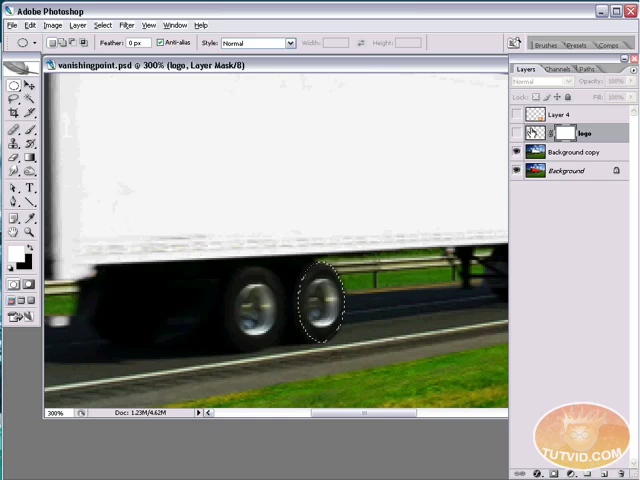 Adobe Photoshop
File Edit Image Layer Select Filter View Window Help
Feather: 0 px Anti-alias Style: Normal Width: Height: Brushes Presets Comps
vanishingpoint.psd @ 300% (logo, Layer Mask/8)
Layers Channels Paths
Normal Opacity: 100%
Lock: Fill: 100%
Layer 4
logo
Background copy
Background
T
300% Doc: 1.23M/4.62M
TUTVID.COM